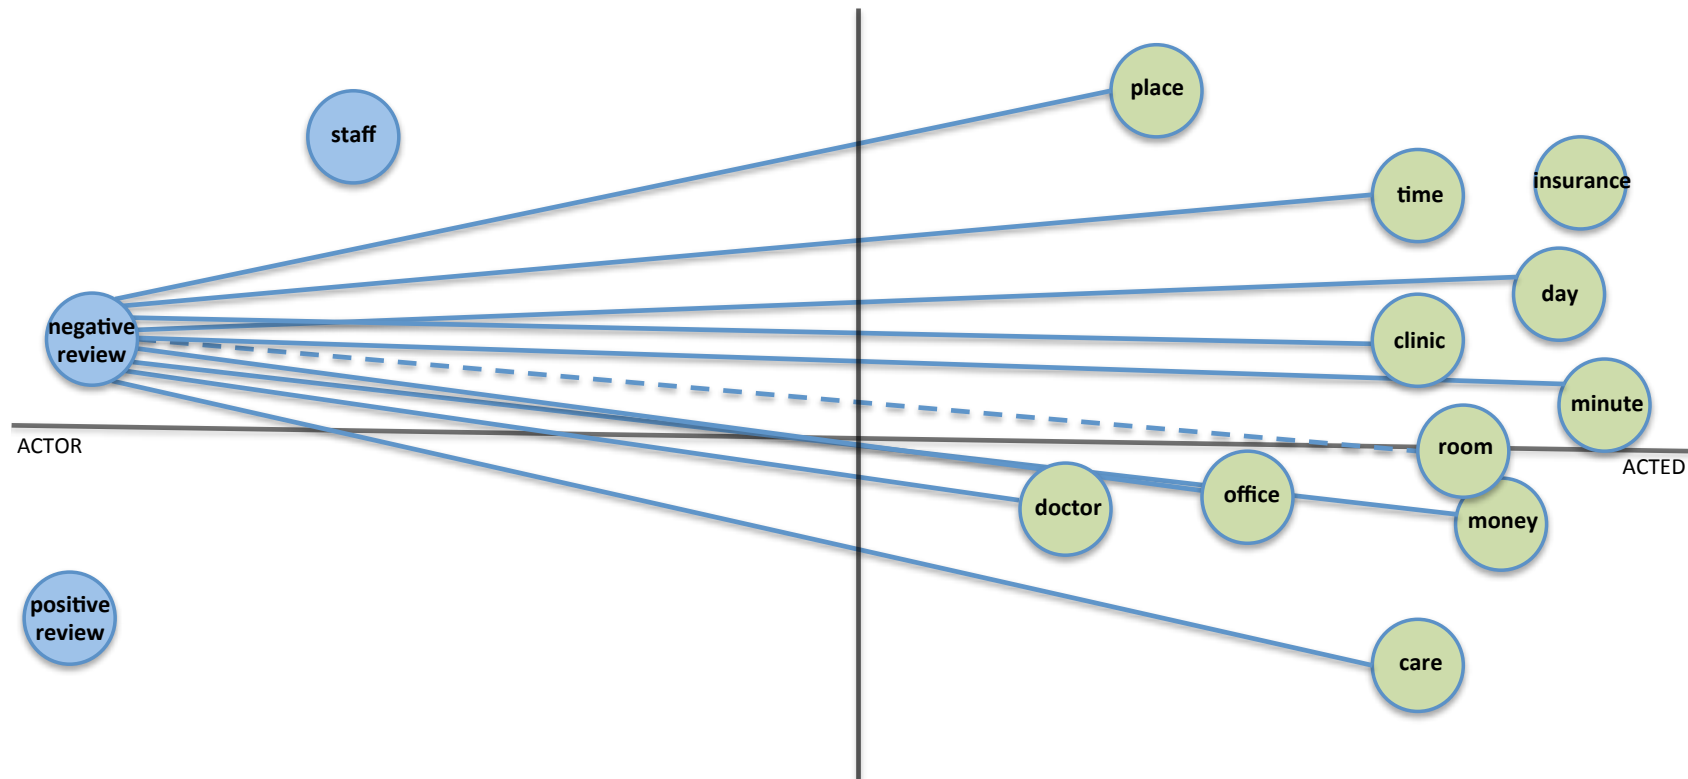 place
staff
insurance
time
day
negative
review
clinic
minute
ACTOR
room
ACTED
office
doctor
money
positive
review
care